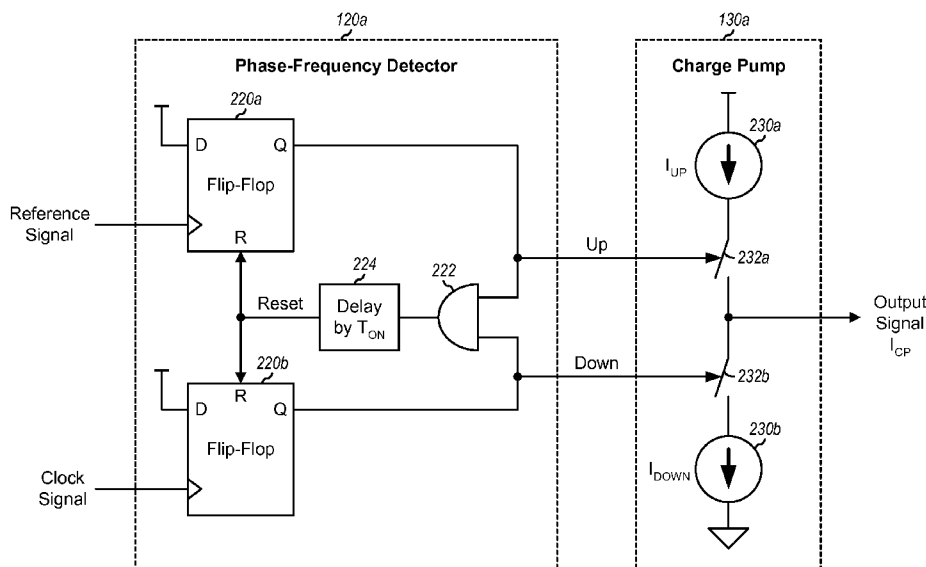 120a
130a
Phase-Frequency Detector
Charge Pump
220a
D
Q
Flip-Flop
R
Reference
Signal
230a
I_UP
Up
232a
224
222
Reset
Delay
by T_ON
Output
Signal
I_CP
Down
232b
220b
R
D
Q
Flip-Flop
230b
I_DOWN
Clock
Signal